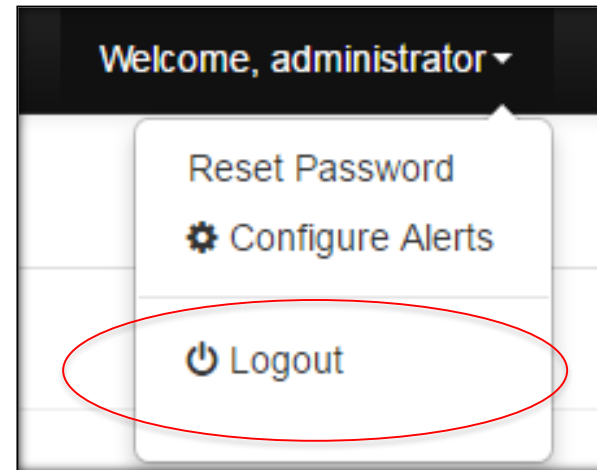 Welcome, administrator
Reset Password
Configure Alerts
Logout